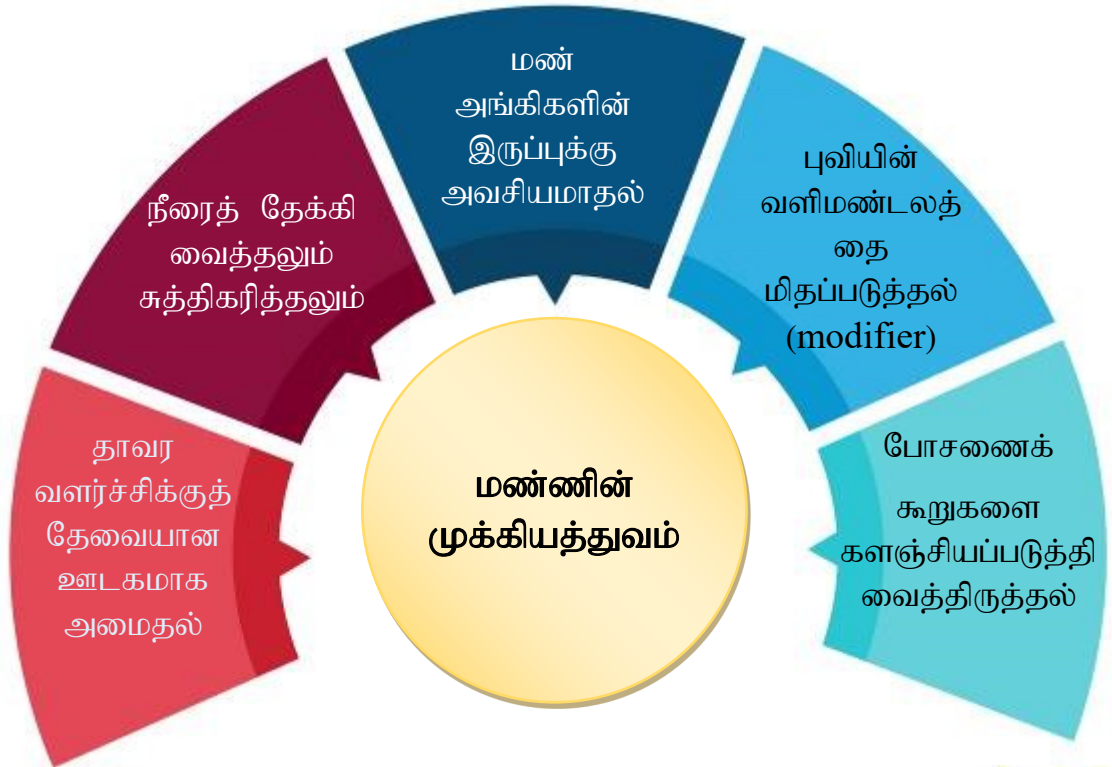 மண்
அங்கிகளின்
இருப்புக்கு
அவசியமாதல்
நீரைத் தேக்கி
வைத்தலும்
சுத்திகரித்தலும்
புவியின்
வளிமண்டலத்
தை
மிதப்படுத்தல்
(modifier)
தாவர
வளர்ச்சிக்குத்
தேவையான
ஊடகமாக
அமைதல்
மண்ணின்
முக்கியத்துவம்
போசணைக்
கூறுகளை
களஞ்சியப்படுத்தி
வைத்திருத்தல்